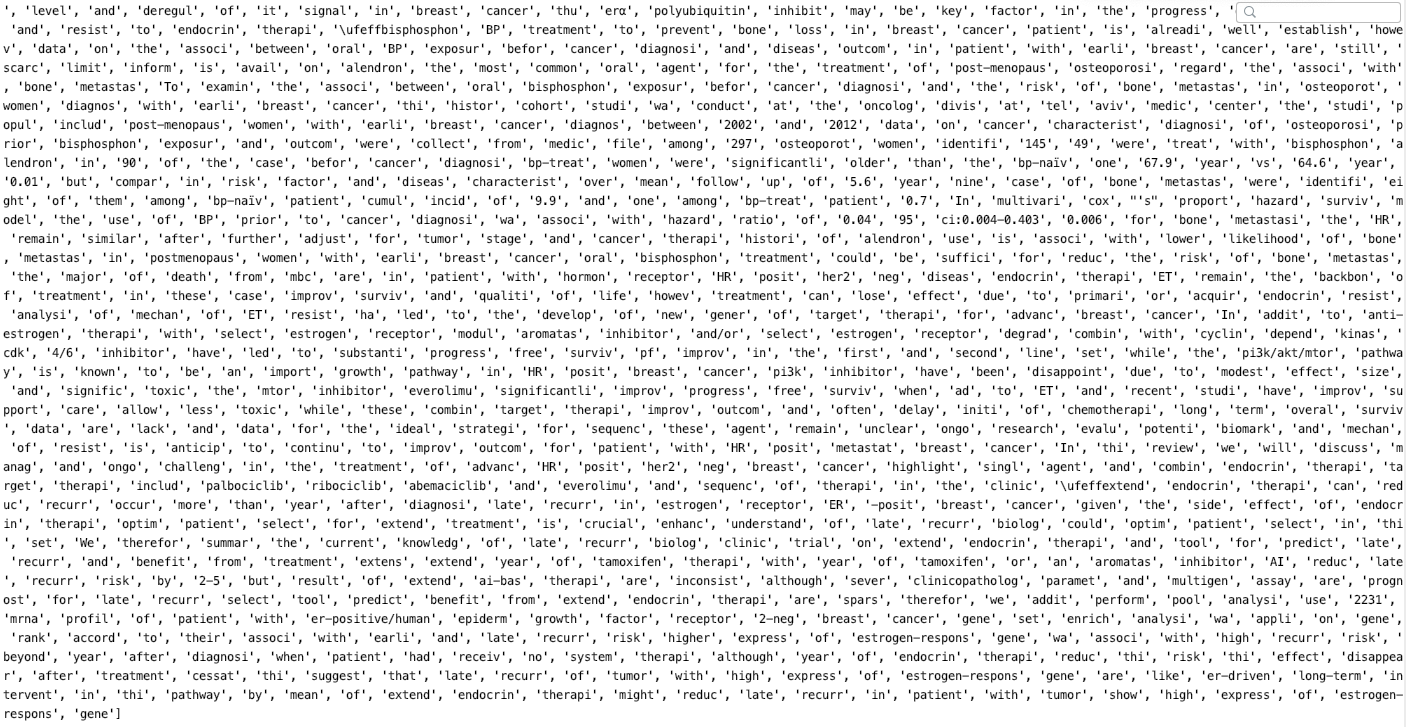 ', 'level', 'and', 'deregul', 'of', 'it', 'signal', 'in', 'breast', 'cancer', 'thu', 'erα', 'polyubiquitin', 'inhibit', 'may', 'be', 'key', 'factor', 'in', 'the', 'progress', '
'and', 'resist', 'to', 'endocrin', 'therapi', '\ufeffbisphosphon', 'BP', 'treatment', 'to', 'prevent', 'bone', 'loss', 'in', 'breast', 'cancer', 'patient', 'is', 'alreadi', 'well', 'establish', 'howe
v', 'data', 'on', 'the', 'associ', 'between', 'oral', 'BP', 'exposur', 'befor', 'cancer', 'diagnosi', 'and', 'diseas', 'outcom', 'in', 'patient', 'with', 'earli', 'breast', 'cancer', 'are', 'still', '
scarc', 'limit', 'inform', 'is', 'avail', 'on', 'alendron', 'the', 'most', 'common', 'oral', 'agent', 'for', 'the', 'treatment', 'of', 'post-menopaus', 'osteoporosi', 'regard', 'the', 'associ', 'with'
, 'bone', 'metastas', 'To', 'examin', 'the', 'associ', 'between', 'oral', 'bisphosphon', 'exposur', 'befor', 'cancer', 'diagnosi', 'and', 'the', 'risk', 'of', 'bone', 'metastas', 'in', 'osteoporot', '
women', 'diagnos', 'with', 'earli', 'breast', 'cancer', 'thi', 'histor', 'cohort', 'studi', 'wa', 'conduct', 'at', 'the', 'oncolog', 'divis', 'at', 'tel', 'aviv', 'medic', 'center', 'the', 'studi', 'p
opul', 'includ', 'post-menopaus', 'women', 'with', 'earli', 'breast', 'cancer', 'diagnos', 'between', '2002', 'and', '2012', 'data', 'on', 'cancer', 'characterist', 'diagnosi', 'of', 'osteoporosi', 'p
rior', 'bisphosphon', 'exposur', 'and', 'outcom', 'were', 'collect', 'from', 'medic', 'file', 'among', '297', 'osteoporot', 'women', 'identifi', '145', '49', 'were', 'treat', 'with', 'bisphosphon', 'a
lendron', 'in', '90', 'of', 'the', 'case', 'befor', 'cancer', 'diagnosi', 'bp-treat', 'women', 'were', 'significantli', 'older', 'than', 'the', 'bp-naïv', 'one', '67.9', 'year', 'vs', '64.6', 'year', 
'0.01', 'but', 'compar', 'in', 'risk', 'factor', 'and', 'diseas', 'characterist', 'over', 'mean', 'follow', 'up', 'of', '5.6', 'year', 'nine', 'case', 'of', 'bone', 'metastas', 'were', 'identifi', 'ei
ght', 'of', 'them', 'among', 'bp-naïv', 'patient', 'cumul', 'incid', 'of', '9.9', 'and', 'one', 'among', 'bp-treat', 'patient', '0.7', 'In', 'multivari', 'cox', "'s", 'proport', 'hazard', 'surviv', 'm
odel', 'the', 'use', 'of', 'BP', 'prior', 'to', 'cancer', 'diagnosi', 'wa', 'associ', 'with', 'hazard', 'ratio', 'of', '0.04', '95', 'ci:0.004-0.403', '0.006', 'for', 'bone', 'metastasi', 'the', 'HR',
'remain', 'similar', 'after', 'further', 'adjust', 'for', 'tumor', 'stage', 'and', 'cancer', 'therapi', 'histori', 'of', 'alendron', 'use', 'is', 'associ', 'with', 'lower', 'likelihood', 'of', 'bone'
, 'metastas', 'in', 'postmenopaus', 'women', 'with', 'earli', 'breast', 'cancer', 'oral', 'bisphosphon', 'treatment', 'could', 'be', 'suffici', 'for', 'reduc', 'the', 'risk', 'of', 'bone', 'metastas',
'the', 'major', 'of', 'death', 'from', 'mbc', 'are', 'in', 'patient', 'with', 'hormon', 'receptor', 'HR', 'posit', 'her2', 'neg', 'diseas', 'endocrin', 'therapi', 'ET', 'remain', 'the', 'backbon', 'o
f', 'treatment', 'in', 'these', 'case', 'improv', 'surviv', 'and', 'qualiti', 'of', 'life', 'howev', 'treatment', 'can', 'lose', 'effect', 'due', 'to', 'primari', 'or', 'acquir', 'endocrin', 'resist',
'analysi', 'of', 'mechan', 'of', 'ET', 'resist', 'ha', 'led', 'to', 'the', 'develop', 'of', 'new', 'gener', 'of', 'target', 'therapi', 'for', 'advanc', 'breast', 'cancer', 'In', 'addit', 'to', 'anti-
estrogen', 'therapi', 'with', 'select', 'estrogen', 'receptor', 'modul', 'aromatas', 'inhibitor', 'and/or', 'select', 'estrogen', 'receptor', 'degrad', 'combin', 'with', 'cyclin', 'depend', 'kinas', '
cdk', '4/6', 'inhibitor', 'have', 'led', 'to', 'substanti', 'progress', 'free', 'surviv', 'pf', 'improv', 'in', 'the', 'first', 'and', 'second', 'line', 'set', 'while', 'the', 'pi3k/akt/mtor', 'pathwa
y', 'is', 'known', 'to', 'be', 'an', 'import', 'growth', 'pathway', 'in', 'HR', 'posit', 'breast', 'cancer', 'pi3k', 'inhibitor', 'have', 'been', 'disappoint', 'due', 'to', 'modest', 'effect', 'size',
'and', 'signific', 'toxic', 'the', 'mtor', 'inhibitor', 'everolimu', 'significantli', 'improv', 'progress', 'free', 'surviv', 'when', 'ad', 'to', 'ET', 'and', 'recent', 'studi', 'have', 'improv', 'su
pport', 'care', 'allow', 'less', 'toxic', 'while', 'these', 'combin', 'target', 'therapi', 'improv', 'outcom', 'and', 'often', 'delay', 'initi', 'of', 'chemotherapi', 'long', 'term', 'overal', 'surviv
', 'data', 'are', 'lack', 'and', 'data', 'for', 'the', 'ideal', 'strategi', 'for', 'sequenc', 'these', 'agent', 'remain', 'unclear', 'ongo', 'research', 'evalu', 'potenti', 'biomark', 'and', 'mechan',
'of', 'resist', 'is', 'anticip', 'to', 'continu', 'to', 'improv', 'outcom', 'for', 'patient', 'with', 'HR', 'posit', 'metastat', 'breast', 'cancer', 'In', 'thi', 'review', 'we', 'will', 'discuss', 'm
anag', 'and', 'ongo', 'challeng', 'in', 'the', 'treatment', 'of', 'advanc', 'HR', 'posit', 'her2', 'neg', 'breast', 'cancer', 'highlight', 'singl', 'agent', 'and', 'combin', 'endocrin', 'therapi', 'ta
rget', 'therapi', 'includ', 'palbociclib', 'ribociclib', 'abemaciclib', 'and', 'everolimu', 'and', 'sequenc', 'of', 'therapi', 'in', 'the', 'clinic', '\ufeffextend', 'endocrin', 'therapi', 'can', 'red
uc', 'recurr', 'occur', 'more', 'than', 'year', 'after', 'diagnosi', 'late', 'recurr', 'in', 'estrogen', 'receptor', 'ER', '-posit', 'breast', 'cancer', 'given', 'the', 'side', 'effect', 'of', 'endocr
in', 'therapi', 'optim', 'patient', 'select', 'for', 'extend', 'treatment', 'is', 'crucial', 'enhanc', 'understand', 'of', 'late', 'recurr', 'biolog', 'could', 'optim', 'patient', 'select', 'in', 'thi
', 'set', 'We', 'therefor', 'summar', 'the', 'current', 'knowledg', 'of', 'late', 'recurr', 'biolog', 'clinic', 'trial', 'on', 'extend', 'endocrin', 'therapi', 'and', 'tool', 'for', 'predict', 'late',
'recurr', 'and', 'benefit', 'from', 'treatment', 'extens', 'extend', 'year', 'of', 'tamoxifen', 'therapi', 'with', 'year', 'of', 'tamoxifen', 'or', 'an', 'aromatas', 'inhibitor', 'AI', 'reduc', 'late
', 'recurr', 'risk', 'by', '2-5', 'but', 'result', 'of', 'extend', 'ai-bas', 'therapi', 'are', 'inconsist', 'although', 'sever', 'clinicopatholog', 'paramet', 'and', 'multigen', 'assay', 'are', 'progn
ost', 'for', 'late', 'recurr', 'select', 'tool', 'predict', 'benefit', 'from', 'extend', 'endocrin', 'therapi', 'are', 'spars', 'therefor', 'we', 'addit', 'perform', 'pool', 'analysi', 'use', '2231', 
'mrna', 'profil', 'of', 'patient', 'with', 'er-positive/human', 'epiderm', 'growth', 'factor', 'receptor', '2-neg', 'breast', 'cancer', 'gene', 'set', 'enrich', 'analysi', 'wa', 'appli', 'on', 'gene',
'rank', 'accord', 'to', 'their', 'associ', 'with', 'earli', 'and', 'late', 'recurr', 'risk', 'higher', 'express', 'of', 'estrogen-respons', 'gene', 'wa', 'associ', 'with', 'high', 'recurr', 'risk', '
beyond', 'year', 'after', 'diagnosi', 'when', 'patient', 'had', 'receiv', 'no', 'system', 'therapi', 'although', 'year', 'of', 'endocrin', 'therapi', 'reduc', 'thi', 'risk', 'thi', 'effect', 'disappea
r', 'after', 'treatment', 'cessat', 'thi', 'suggest', 'that', 'late', 'recurr', 'of', 'tumor', 'with', 'high', 'express', 'of', 'estrogen-respons', 'gene', 'are', 'like', 'er-driven', 'long-term', 'in
tervent', 'in', 'thi', 'pathway', 'by', 'mean', 'of', 'extend', 'endocrin', 'therapi', 'might', 'reduc', 'late', 'recurr', 'in', 'patient', 'with', 'tumor', 'show', 'high', 'express', 'of', 'estrogen-
respons', 'gene']